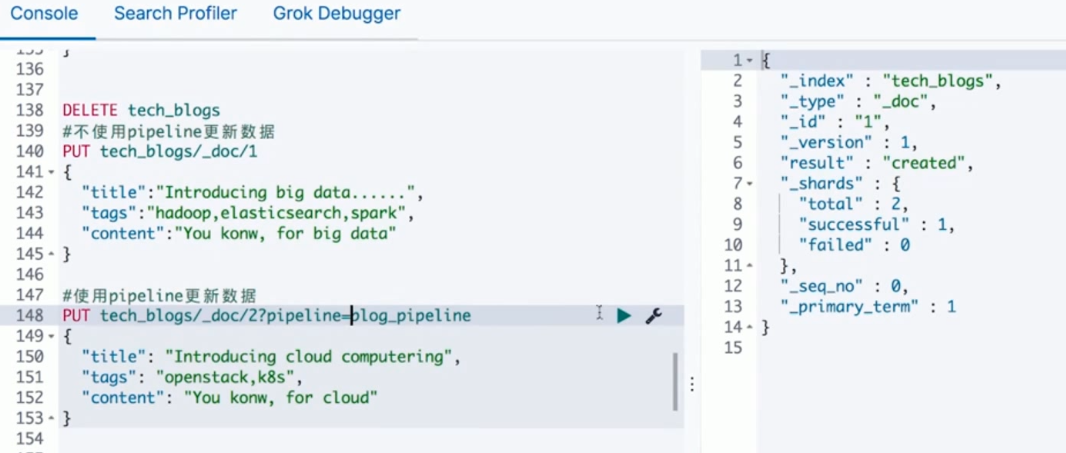 Console Search Profiler Grok Debugger
136
137
138 DELETE tech_blogs
139 #不使用pipeline更新数据
140 PUT tech_blogs/_doc/1
141 {
142 "title":"Introducing big data......",
143 "tags":"hadoop,elasticsearch,spark",
144 "content":"You konw, for big data"
145 }
146
147 #使用pipeline更新数据
148 PUT tech_blogs/_doc/2?pipeline=blog_pipeline
149 {
150 "title": "Introducing cloud computering",
151 "tags": "openstack,k8s",
152 "content": "You konw, for cloud"
153 }
154
1 {
2 "_index" : "tech_blogs",
3 "_type" : "_doc",
4 "_id" : "1",
5 "_version" : 1,
6 "result" : "created",
7 "_shards" : {
8 "total" : 2,
9 "successful" : 1,
10 "failed" : 0
11 },
12 "_seq_no" : 0,
13 "_primary_term" : 1
14 }
15